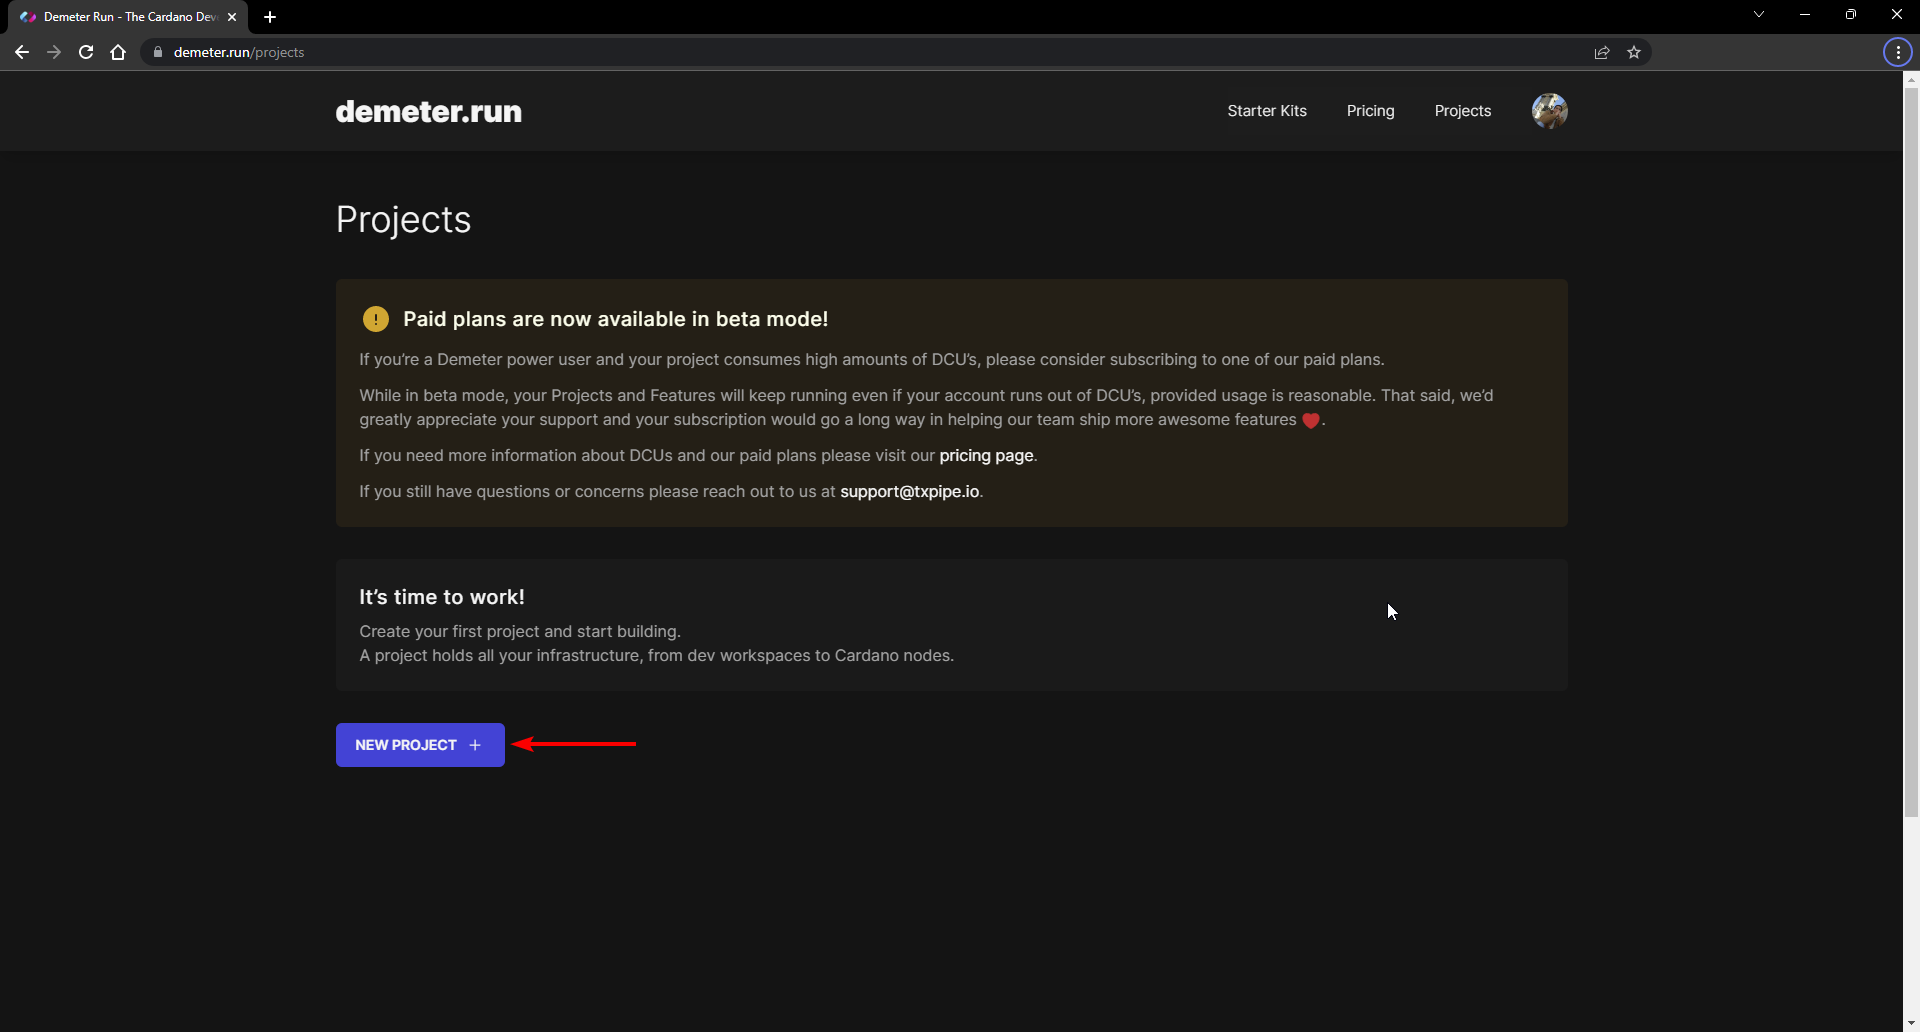 Demeter Run - The Cardano Dev
demeter.run/projects
demeter.run
Starter Kits
Pricing
Projects
Projects
Paid plans are now available in beta mode!
If you're a Demeter power user and your project consumes high amounts of DCU's, please consider subscribing to one of our paid plans.
While in beta mode, your Projects and Features will keep running even if your account runs out of DCU's, provided usage is reasonable. That said, we'd
greatly appreciate your support and your subscription would go a long way in helping our team ship more awesome features ❤.
If you need more information about DCUs and our paid plans please visit our pricing page.
If you still have questions or concerns please reach out to us at support@txpipe.io.
It's time to work!
Create your first project and start building.
A project holds all your infrastructure, from dev workspaces to Cardano nodes.
NEW PROJECT +